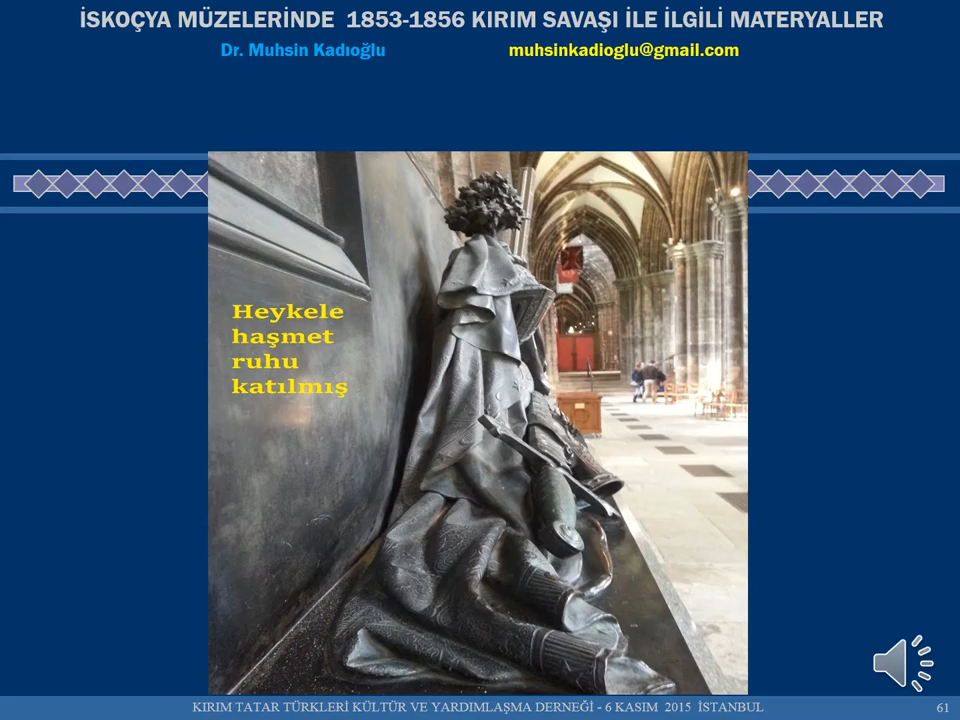 İSKOÇYA MÜZELERİNDE 1853-1856 KIRIM SAVAŞI İLE İLGİLİ MATERYALLER
Dr. Muhsin Kadıoğlu muhsinkadioglu@gmail.com
Heykele
haşmet
ruhu
katılmış
KIRIM TATAR TÜRKLERİ KÜLTÜR VE YARDIMLAŞMA DERNEĞİ - 6 KASIM 2015 İSTANBUL 61